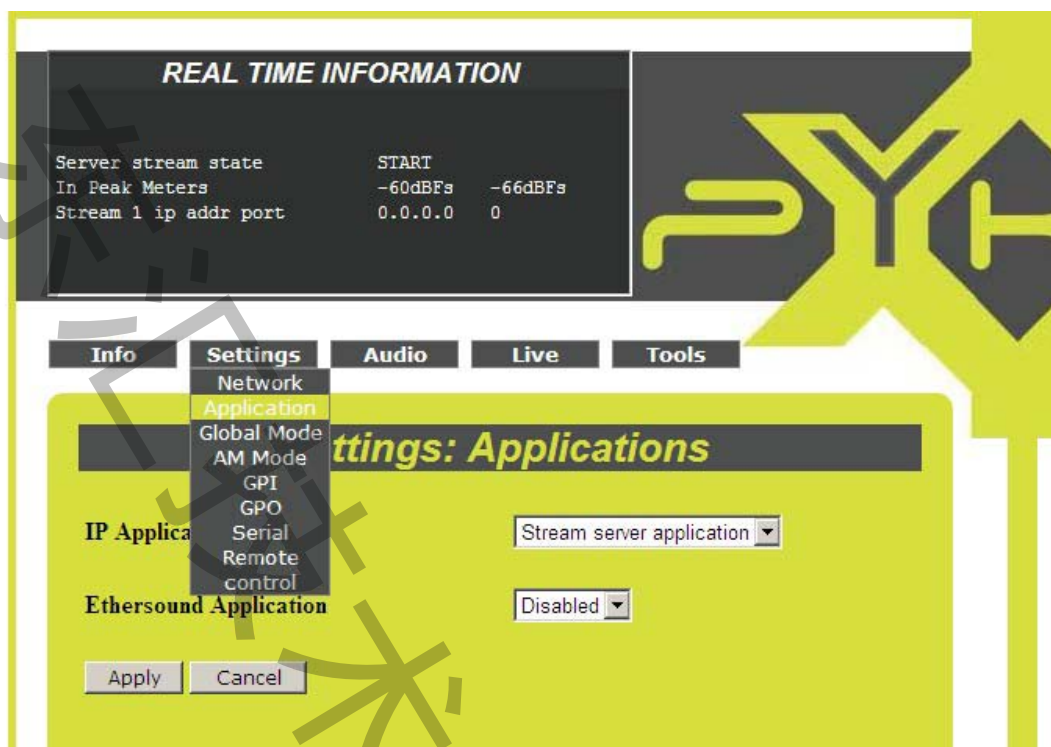 REAL TIME INFORMATION
Server stream state START
In Peak Meters -60dBFs -66dBFs
Stream 1 ip addr port 0.0.0.0 0
Info Settings Audio Live Tools
Network
Application
Global Mode
AM Mode
GPI
GPO
Serial
Remote
control
ttings: Applications
IP Applica Stream server application
Ethersound Application Disabled
Apply Cancel